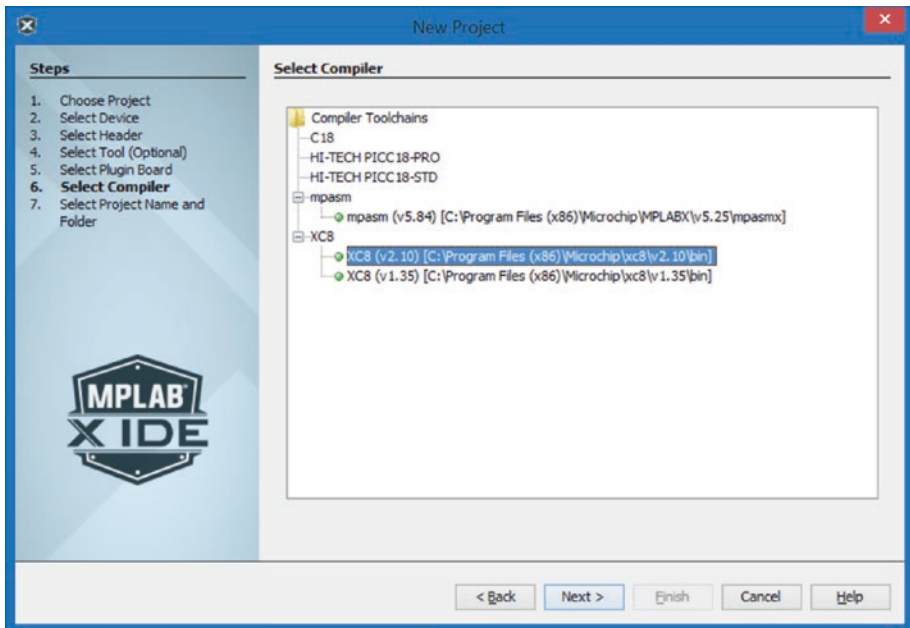 New Project
Steps
1. Choose Project
2. Select Device
3. Select Header
4. Select Tool (Optional)
5. Select Plugin Board
6. Select Compiler
7. Select Project Name and
Folder
MPLAB
X IDE
Select Compiler
Compiler Toolchains
C18
HI-TECH PICC18-PRO
HI-TECH PICC18-STD
mpasm
mpasm (v5.84) [C:\Program Files (x86)\Microchip\MPLABX\v5.25\mpasmx]
XC8
XC8 (v2.10) [C:\Program Files (x86)\Microchip\xc8\v2.10\bin]
XC8 (v1.35) [C:\Program Files (x86)\Microchip\xc8\v1.35\bin]
< Back
Next >
Finish
Cancel
Help